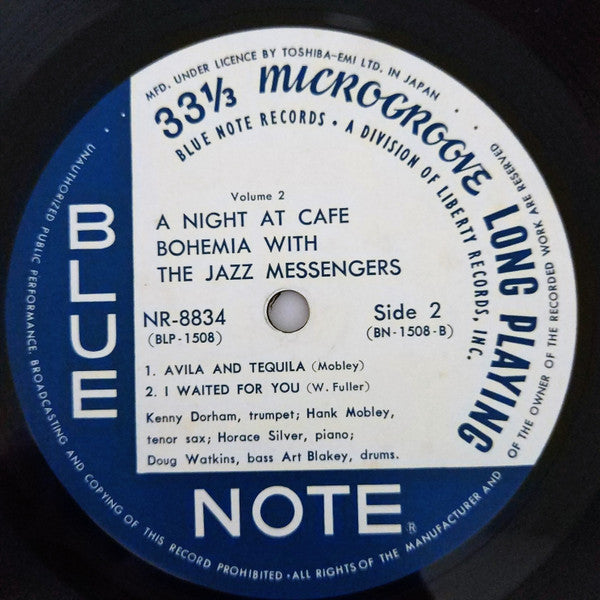 MFD. UNDER LICENCE BY TOSHIBA-EMI LTD. IN JAPAN
33⅓ MICROGROOVE LONG PLAYING
BLUE NOTE RECORDS • A DIVISION OF LIBERTY RECORDS, INC.
Volume 2
A NIGHT AT CAFE
BOHEMIA WITH
THE JAZZ MESSENGERS
NR-8834
(BLP-1508)
Side 2
(BN-1508-B)
1. AVILA AND TEQUILA (Mobley)
2. I WAITED FOR YOU (W. Fuller)
Kenny Dorham, trumpet; Hank Mobley,
tenor sax; Horace Silver, piano;
Doug Watkins, bass Art Blakey, drums.
BLUE
NOTE®
UNAUTHORIZED PUBLIC PERFORMANCE, BROADCASTING AND COPYING OF THIS RECORD PROHIBITED • ALL RIGHTS OF THE MANUFACTURER AND OF THE OWNER OF THE RECORDED WORK ARE RESERVED